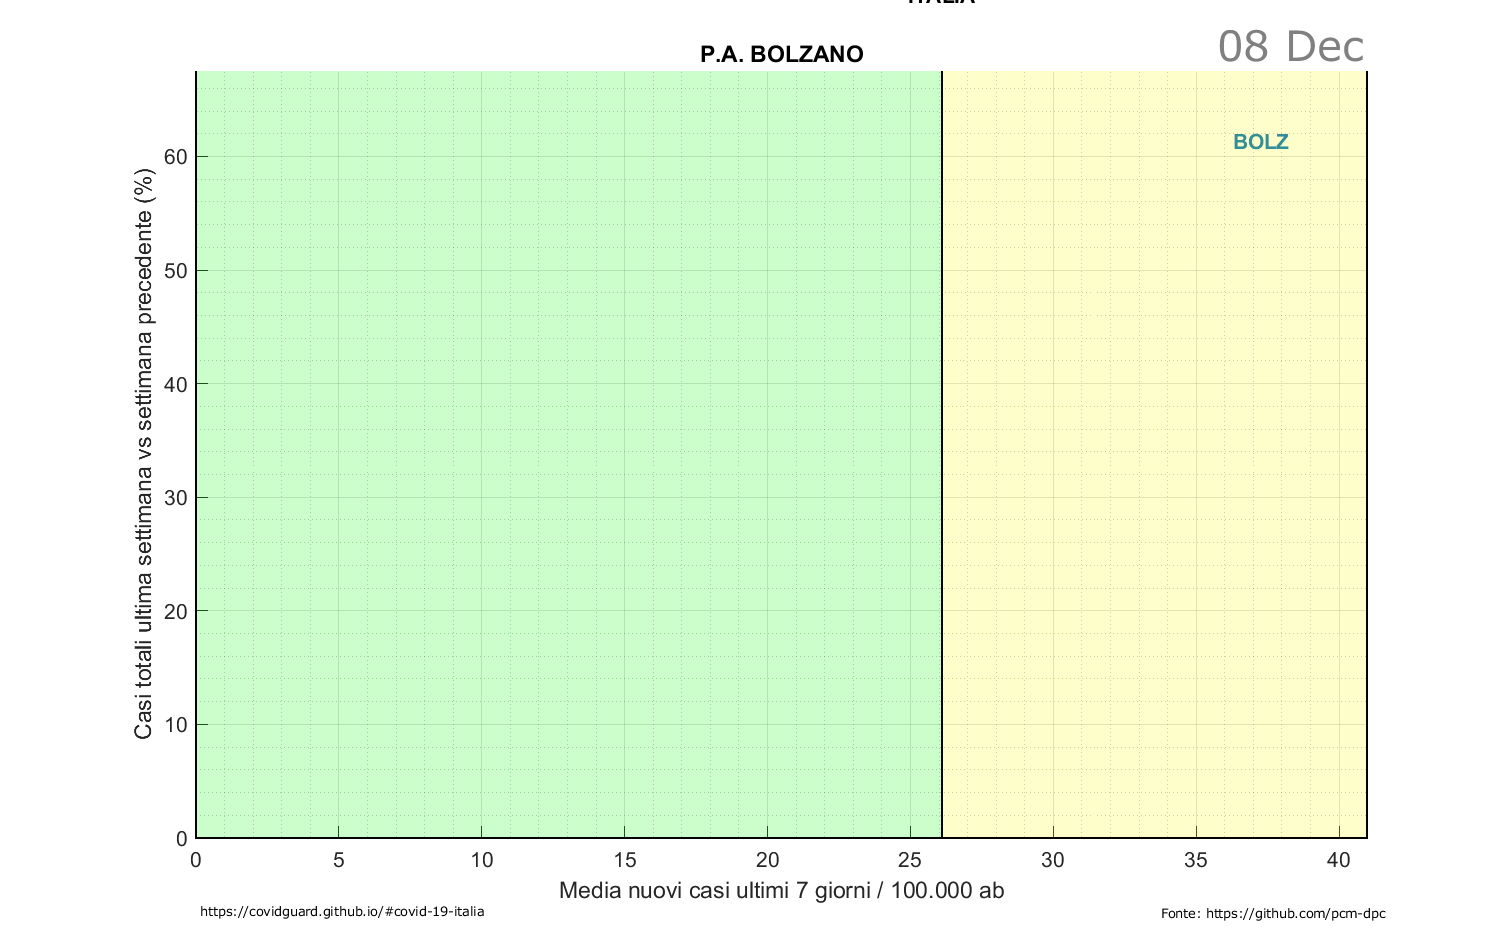 ITALIA
08 Dec
P.A. BOLZANO
BOLZ
60
50
40
30
20
10
0
Casi totali ultima settimana vs settimana precedente (%)
0 5 10 15 20 25 30 35 40
Media nuovi casi ultimi 7 giorni / 100.000 ab
https://covidguard.github.io/#covid-19-italia
Fonte: https://github.com/pcm-dpc